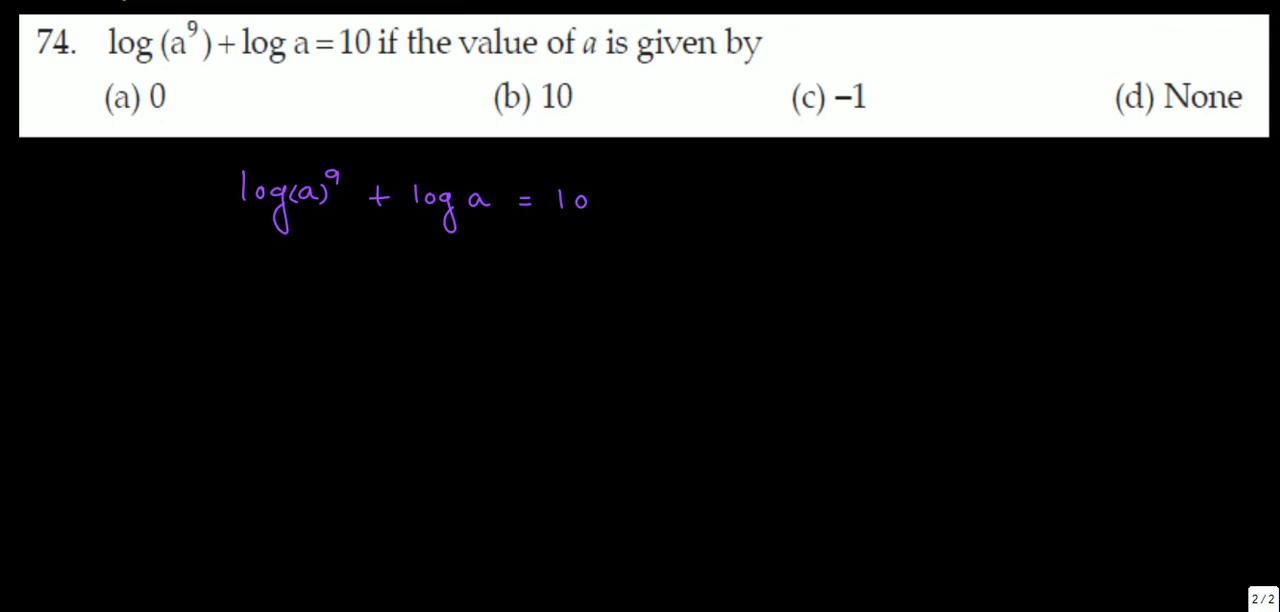 74. log (a⁹) + log a = 10 if the value of a is given by
(a) 0 (b) 10 (c) –1 (d) None
log(a)⁹ + log a = 10
2 / 2